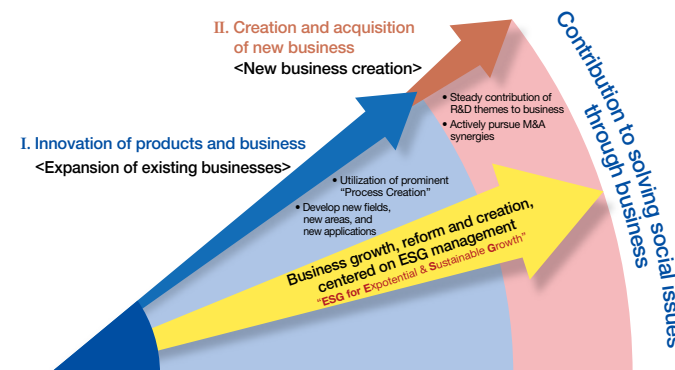 II. Creation and acquisition
of new business
<New business creation>
I. Innovation of products and business
<Expansion of existing businesses>
• Steady contribution of
R&D themes to business
• Actively pursue M&A
synergies
• Utilization of prominent
“Process Creation”
• Develop new fields,
new areas, and
new applications
Business growth, reform and creation,
centered on ESG management
“ESG for Expotential & Sustainable Growth”
Contribution to solving social issues
through business